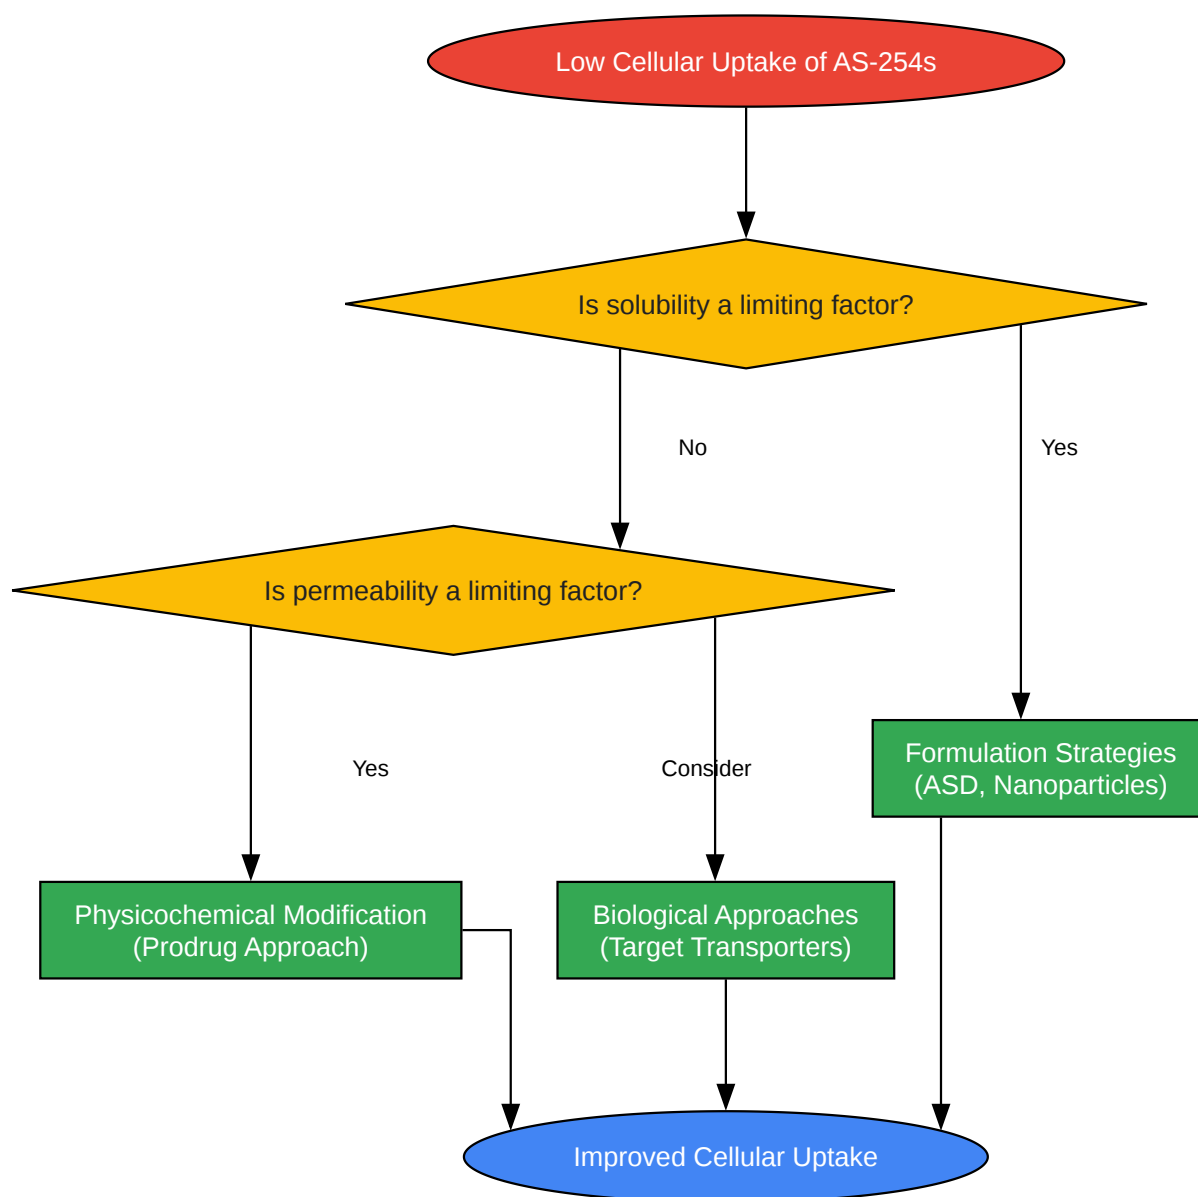 Low Cellular Uptake of AS-254s
Is solubility a limiting factor?
No
Yes
Is permeability a limiting factor?
Yes
Consider
Formulation Strategies
(ASD, Nanoparticles)
Physicochemical Modification
(Prodrug Approach)
Biological Approaches
(Target Transporters)
Improved Cellular Uptake